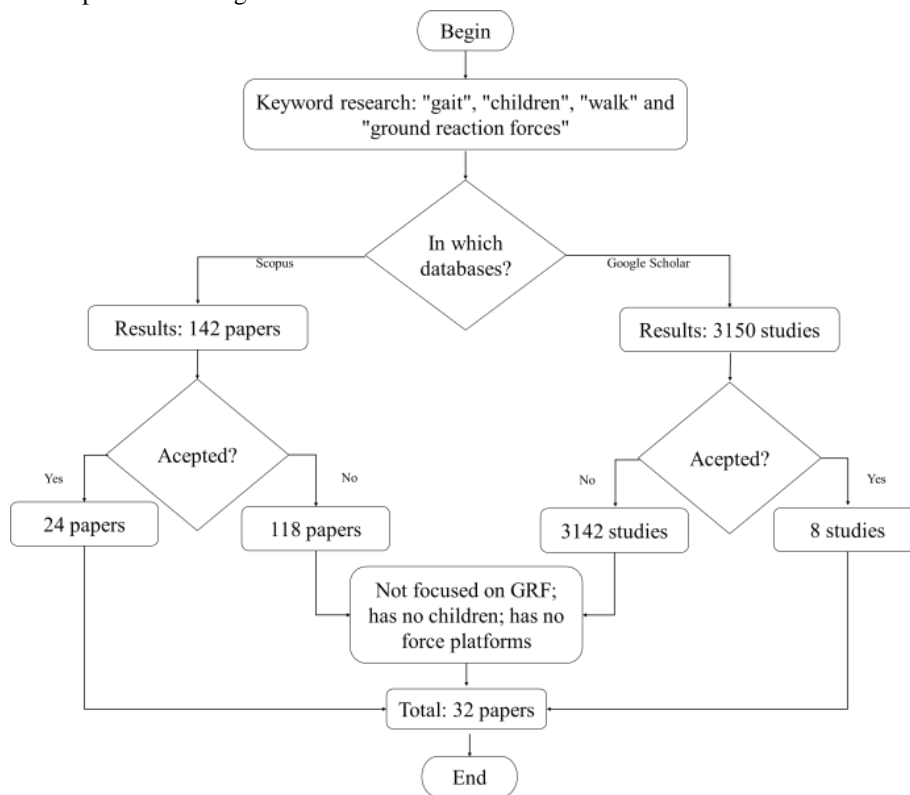 Begin
Keyword research: "gait", "children", "walk" and
"ground reaction forces"
In which
databases?
Scopus
Google Scholar
Results: 142 papers
Results: 3150 studies
Acepted?
Acepted?
Yes
No
No
Yes
24 papers
118 papers
3142 studies
8 studies
Not focused on GRF;
has no children; has no
force platforms
Total: 32 papers
End